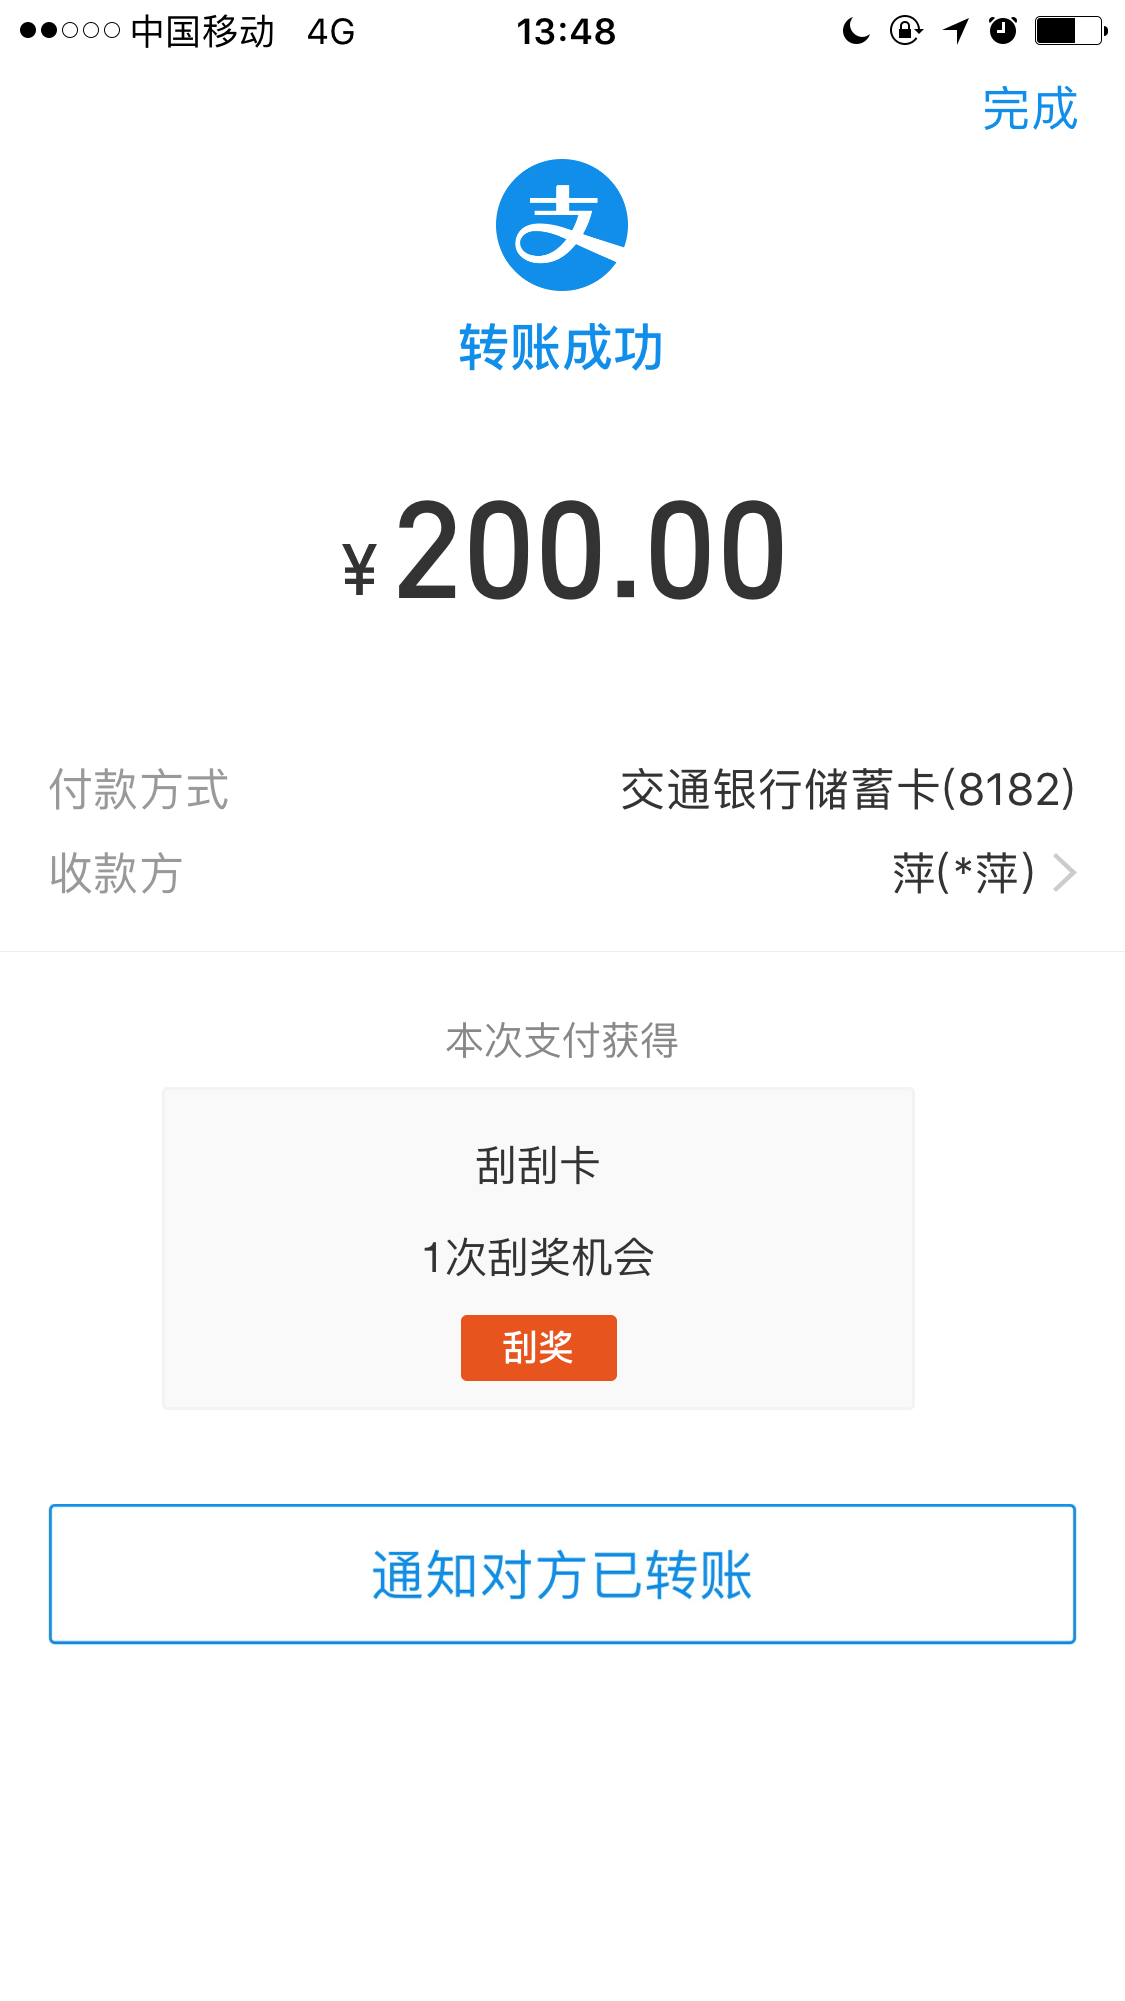 中国移动 4G 13:48
完成
支
转账成功
¥200.00
付款方式 交通银行储蓄卡(8182)
收款方 萍(*萍)
本次支付获得
刮刮卡
1次刮奖机会
刮奖
通知对方已转账